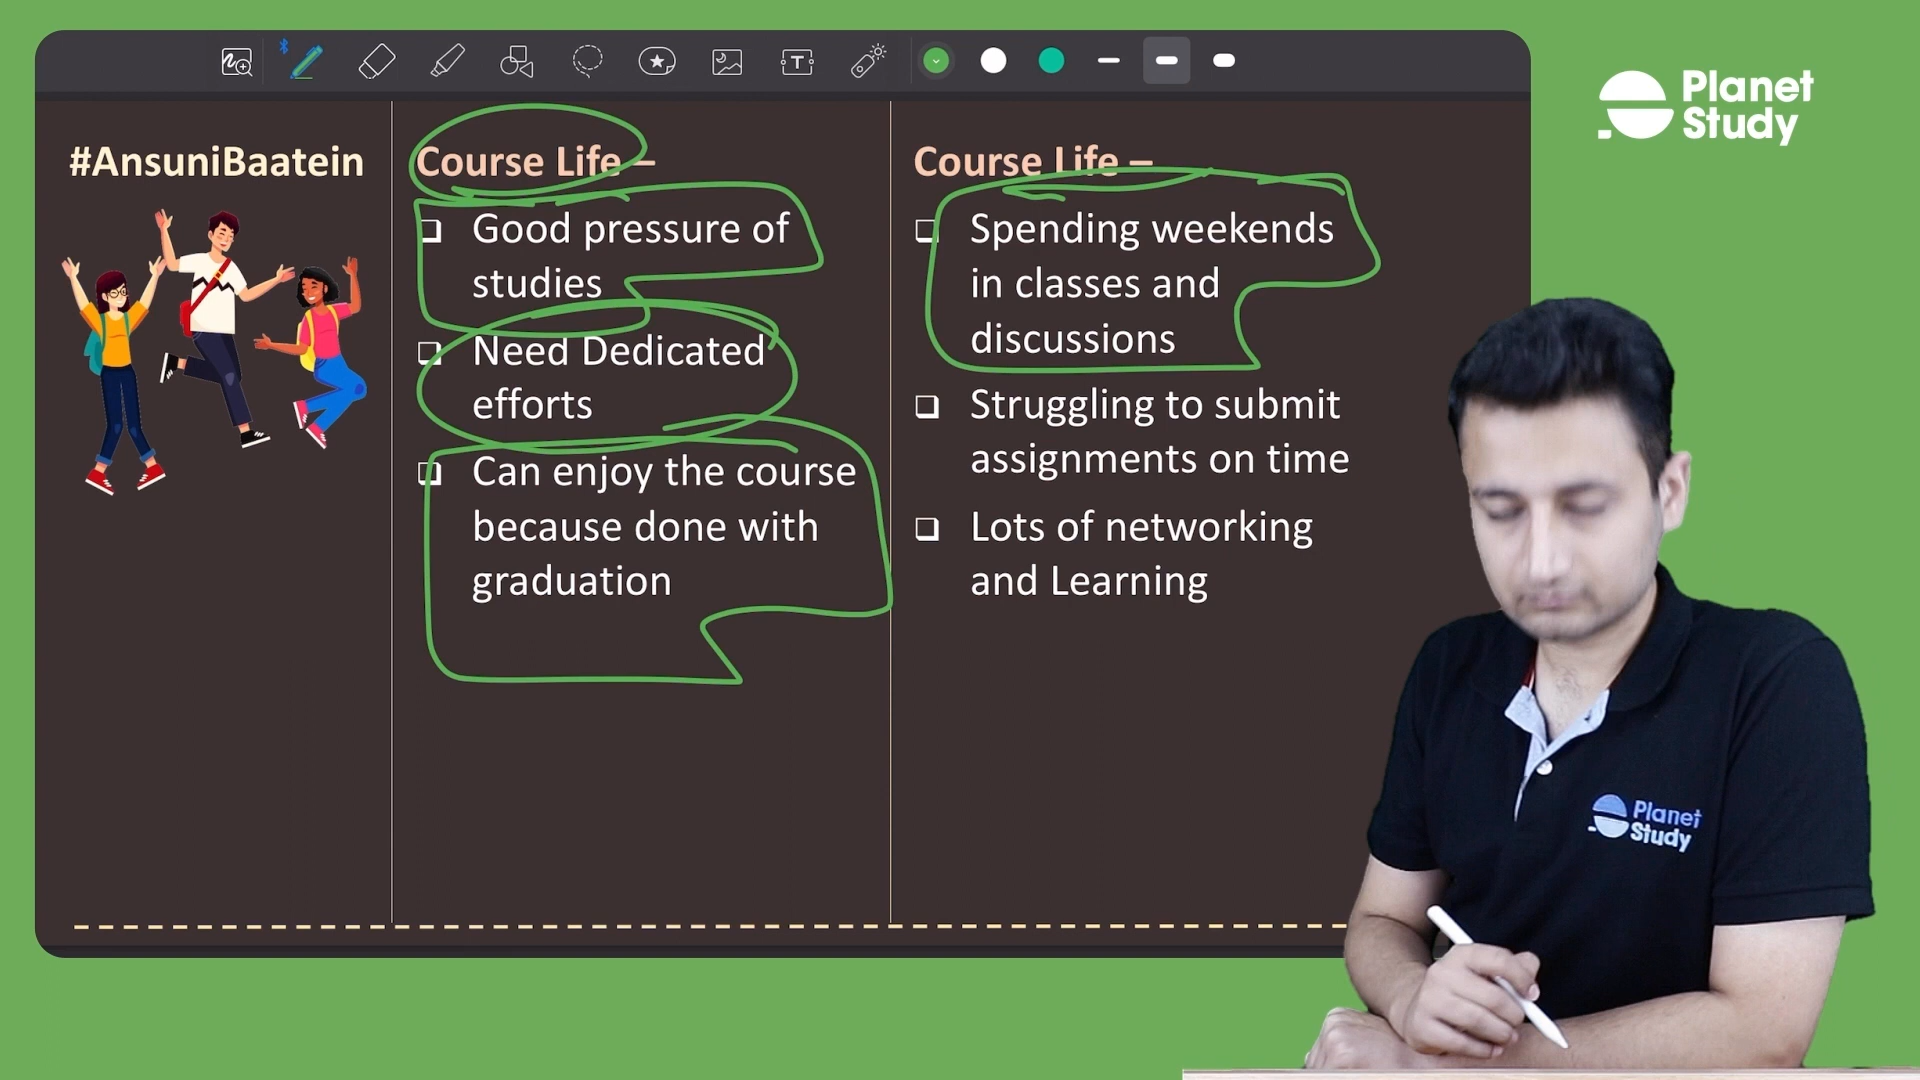 Planet
Study
#AnsuniBaatein
Course Life –
Good pressure of
studies
Need Dedicated
efforts
Can enjoy the course
because done with
graduation
Course Life –
Spending weekends
in classes and
discussions
Struggling to submit
assignments on time
Lots of networking
and Learning
Planet
Study